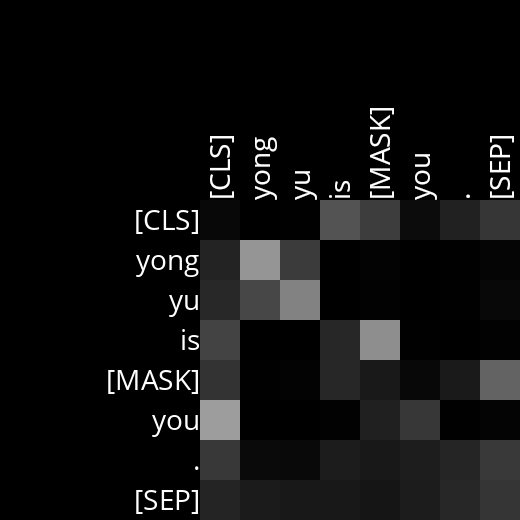 [CLS] yong yu is [MASK] you . [SEP]
[CLS]
yong
yu
is
[MASK]
you
.
[SEP]